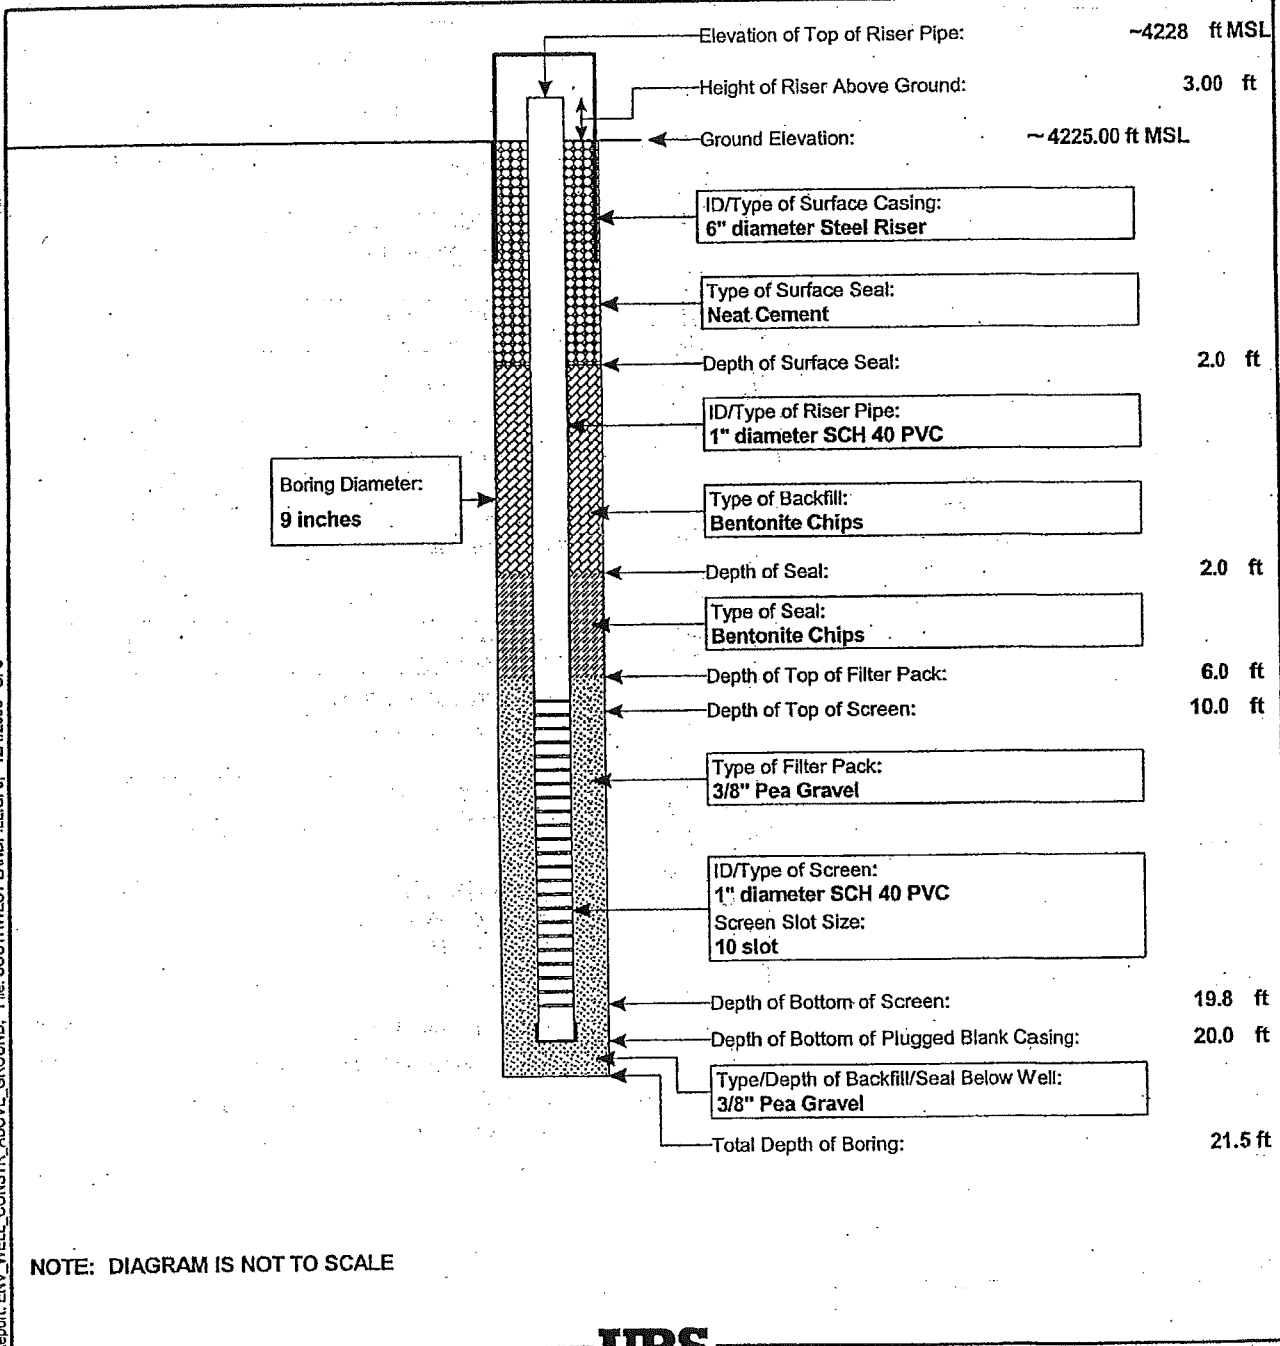 Elevation of Top of Riser Pipe: ~4228 ft MSL
Height of Riser Above Ground: 3.00 ft
Ground Elevation: ~ 4225.00 ft MSL
ID/Type of Surface Casing:
6" diameter Steel Riser
Type of Surface Seal:
Neat Cement
Depth of Surface Seal: 2.0 ft
ID/Type of Riser Pipe:
1" diameter SCH 40 PVC
Boring Diameter:
9 inches
Type of Backfill:
Bentonite Chips
Depth of Seal: 2.0 ft
Type of Seal:
Bentonite Chips
Depth of Top of Filter Pack: 6.0 ft
Depth of Top of Screen: 10.0 ft
Type of Filter Pack:
3/8" Pea Gravel
ID/Type of Screen:
1" diameter SCH 40 PVC
Screen Slot Size:
10 slot
Depth of Bottom of Screen: 19.8 ft
Depth of Bottom of Plugged Blank Casing: 20.0 ft
Type/Depth of Backfill/Seal Below Well:
3/8" Pea Gravel
Total Depth of Boring: 21.5 ft
NOTE: DIAGRAM IS NOT TO SCALE
URS